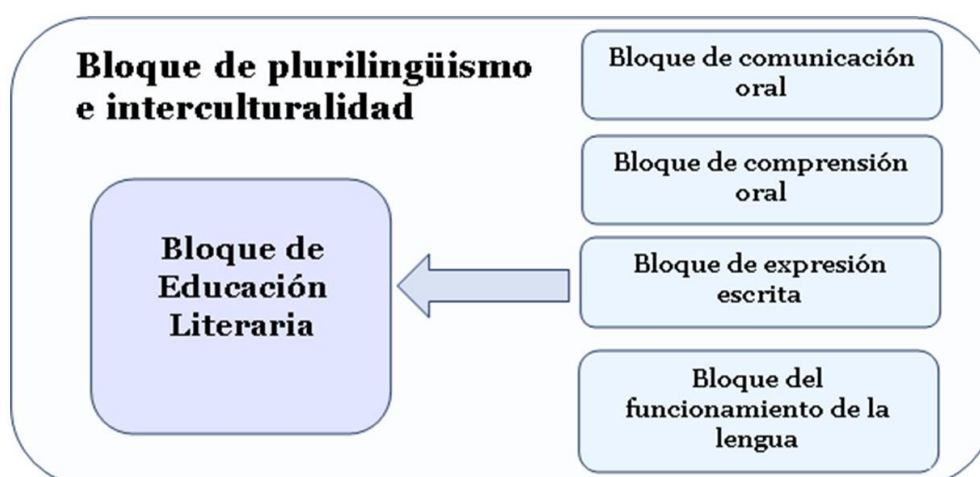 Bloque de plurilingüismo
e interculturalidad
Bloque de
Educación
Literaria
Bloque de comunicación
oral
Bloque de comprensión
oral
Bloque de expresión
escrita
Bloque del
funcionamiento de la
lengua